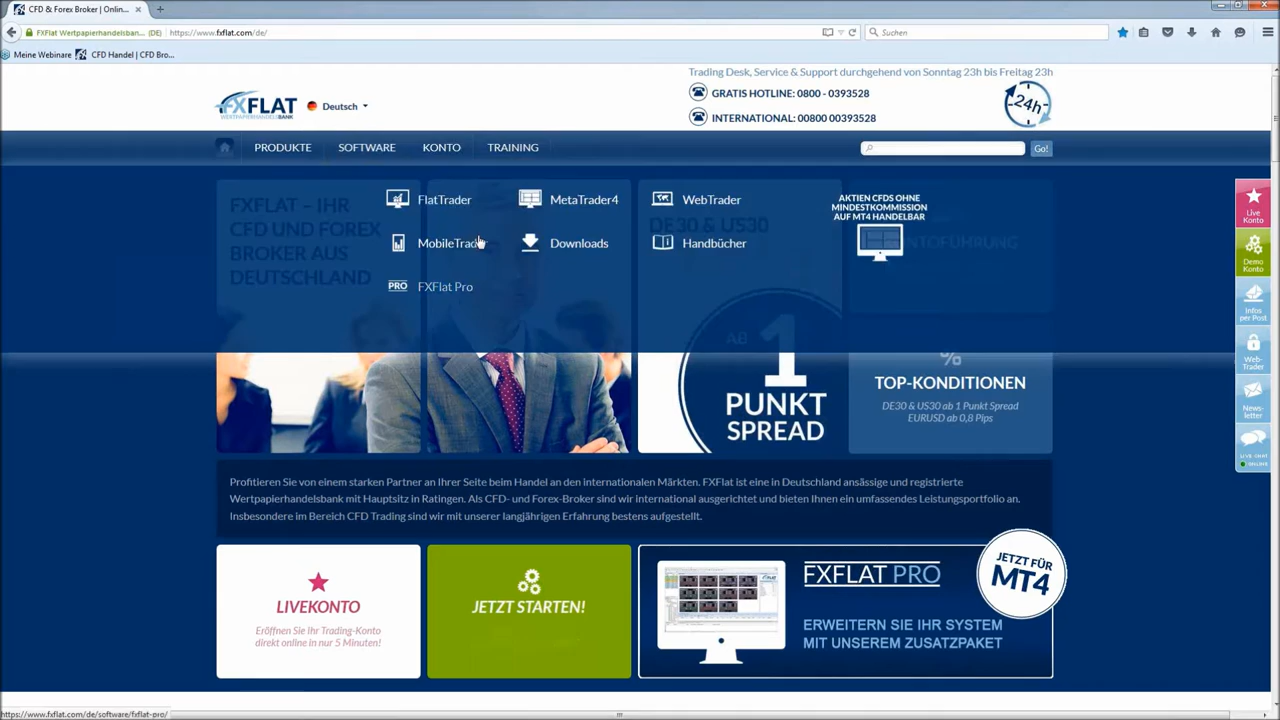 CFD & Forex Broker | Onlin...
FXFlat Wertpapierhandelsban... (DE)
https://www.fxflat.com/de/
Suchen
Meine Webinare
CFD Handel | CFD Bro...
Trading Desk, Service & Support durchgehend von Sonntag 23h bis Freitag 23h
FXFLAT
WERTPAPIERHANDELSBANK
Deutsch
GRATIS HOTLINE: 0800 - 0393528
INTERNATIONAL: 00800 00393528
24h
PRODUKTE
SOFTWARE
KONTO
TRAINING
Go!
FlatTrader
MetaTrader4
WebTrader
MobileTrad
Downloads
Handbücher
PRO
FXFlat Pro
AKTIEN CFDS OHNE
MINDESTKOMMISSION
AUF MT4 HANDELBAR
FXFLAT – IHR
CFD UND FOREX
BROKER AUS
DEUTSCHLAND
DE30 & US30
AB
1
PUNKT
SPREAD
%
TOP-KONDITIONEN
DE30 & US30 ab 1 Punkt Spread
EURUSD ab 0,8 Pips
Live
Konto
Demo
Konto
Infos
per Post
Web-
Trader
News-
letter
LIVE CHAT
ONLINE
Profitieren Sie von einem starken Partner an Ihrer Seite beim Handel an den internationalen Märkten. FXFlat ist eine in Deutschland ansässige und registrierte
Wertpapierhandelsbank mit Hauptsitz in Ratingen. Als CFD- und Forex-Broker sind wir international ausgerichtet und bieten Ihnen ein umfassendes Leistungsportfolio an.
Insbesondere im Bereich CFD Trading sind wir mit unserer langjährigen Erfahrung bestens aufgestellt.
LIVEKONTO
Eröffnen Sie Ihr Trading-Konto
direkt online in nur 5 Minuten!
JETZT STARTEN!
FXFLAT PRO
ERWEITERN SIE IHR SYSTEM
MIT UNSEREM ZUSATZPAKET
JETZT FÜR
MT4
https://www.fxflat.com/de/software/fxflat-pro/